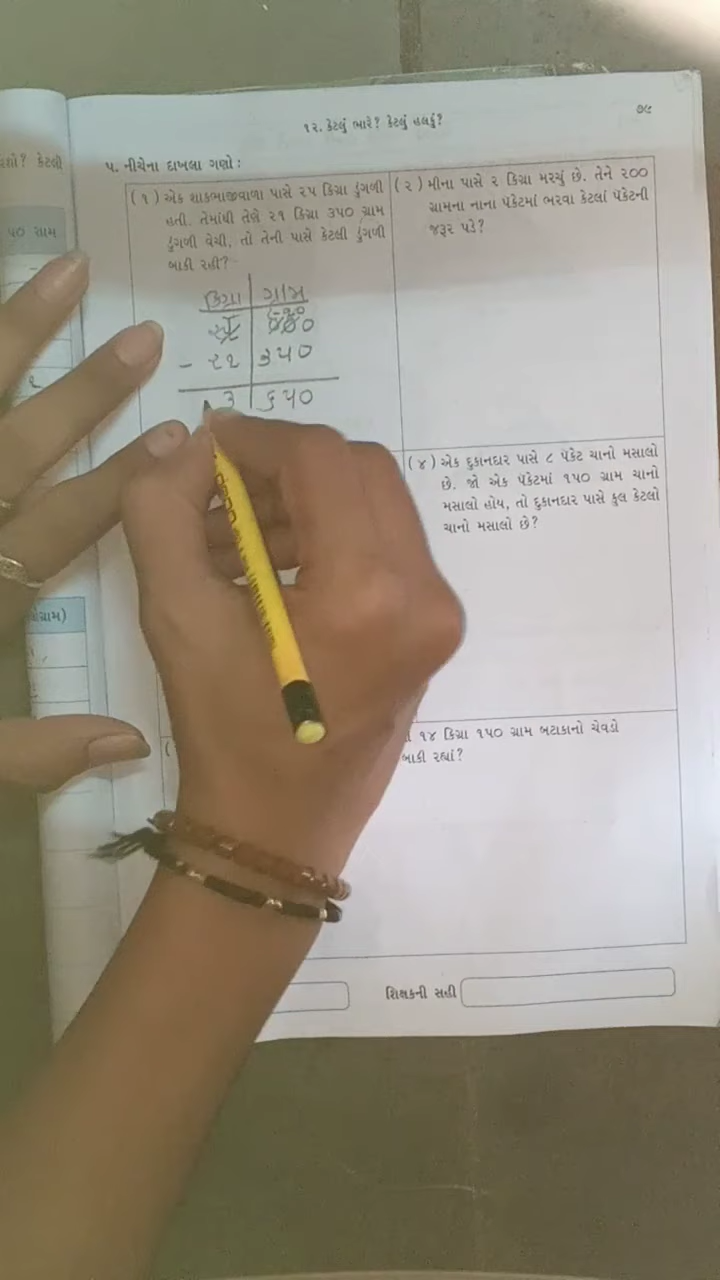 ૧૨. કેટલું ભારે? કેટલું હલકું?
૭૯
શો? કેટલી
૫૦ ગ્રામ
૫. નીચેના દાખલા ગણો :
(૧) એક શાકભાજીવાળા પાસે ૨૫ કિગ્રા ડુંગળી
હતી. તેમાંથી તેણે ૨૧ કિગ્રા ૩૫૦ ગ્રામ
ડુંગળી વેચી, તો તેની પાસે કેટલી ડુંગળી
બાકી રહી?
કિગ્રા ગ્રામ
- ૨૧ ૩૫૦
૩ ૬૫૦
(૨) મીના પાસે ૨ કિગ્રા મરચું છે. તેને ૨૦૦
ગ્રામના નાના પૅકેટમાં ભરવા કેટલાં પૅકેટની
જરૂર પડે?
(૪) એક દુકાનદાર પાસે ૮ પૅકેટ ચાનો મસાલો
છે. જો એક પૅકેટમાં ૧૫૦ ગ્રામ ચાનો
મસાલો હોય, તો દુકાનદાર પાસે કુલ કેટલો
ચાનો મસાલો છે?
૧૪ કિગ્રા ૧૫૦ ગ્રામ બટાકાનો ચેવડો
બાકી રહ્યાં?
શિક્ષકની સહી